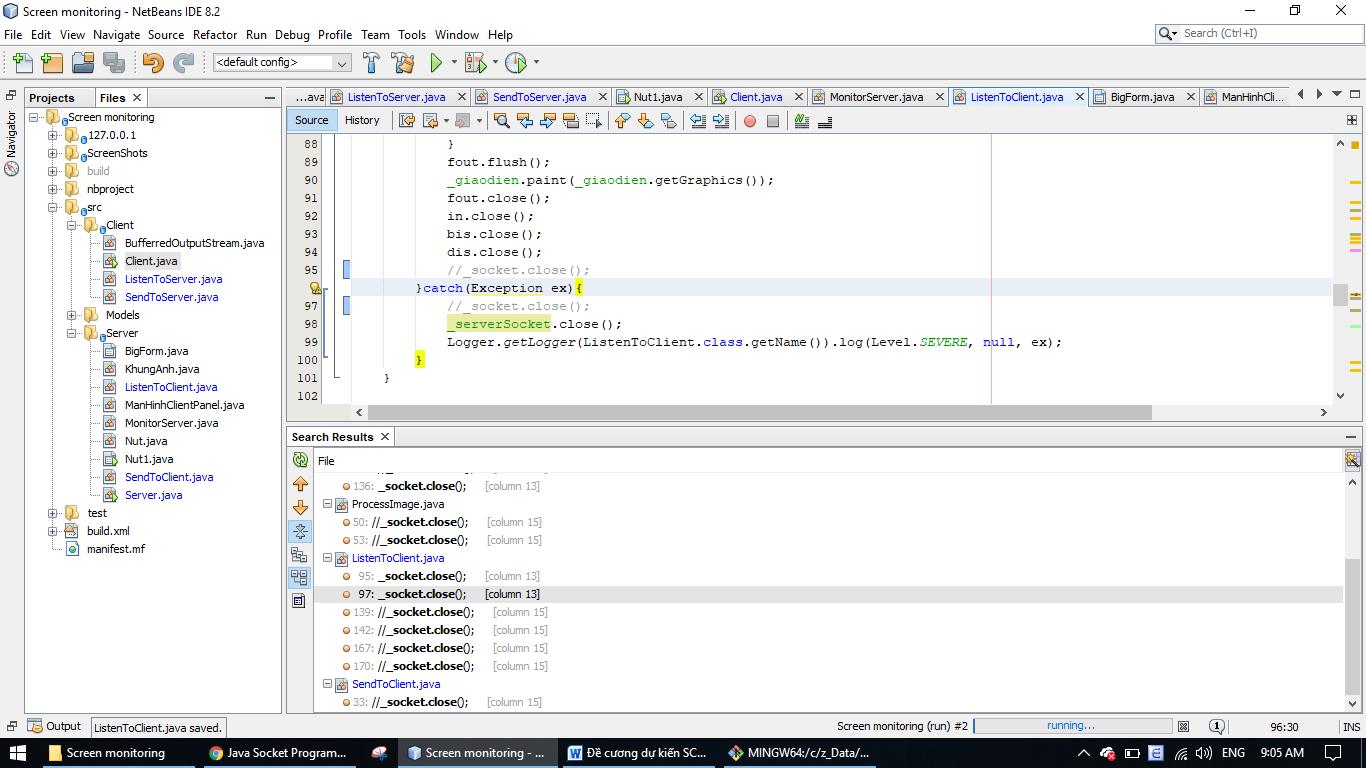 Screen monitoring - NetBeans IDE 8.2
File Edit View Navigate Source Refactor Run Debug Profile Team Tools Window Help
Search (Ctrl+I)
<default config>
Projects
Files
Navigator
Screen monitoring
127.0.0.1
ScreenShots
build
nbproject
src
Client
BufferredOutputStream.java
Client.java
ListenToServer.java
SendToServer.java
Models
Server
BigForm.java
KhungAnh.java
ListenToClient.java
ManHinhClientPanel.java
MonitorServer.java
Nut.java
Nut1.java
SendToClient.java
Server.java
test
build.xml
manifest.mf
...ava ListenToServer.java SendToServer.java Nut1.java Client.java MonitorServer.java ListenToClient.java BigForm.java ManHinhCli...
Source History
88 }
89 fout.flush();
90 _giaodien.paint(_giaodien.getGraphics());
91 fout.close();
92 in.close();
93 bis.close();
94 dis.close();
95 //_socket.close();
}catch(Exception ex){
97 //_socket.close();
98 _serverSocket.close();
99 Logger.getLogger(ListenToClient.class.getName()).log(Level.SEVERE, null, ex);
100 }
101 }
102
Search Results
File
136: _socket.close(); [column 13]
ProcessImage.java
50: //_socket.close(); [column 15]
53: //_socket.close(); [column 15]
ListenToClient.java
95: _socket.close(); [column 13]
97: _socket.close(); [column 13]
139: //_socket.close(); [column 15]
142: //_socket.close(); [column 15]
167: //_socket.close(); [column 15]
170: //_socket.close(); [column 15]
SendToClient.java
33: //_socket.close(); [column 15]
Output
ListenToClient.java saved.
Screen monitoring (run) #2
running...
1
96:30
INS
Screen monitoring
Java Socket Program...
Screen monitoring - ...
Đề cương dự kiến SC...
MINGW64:/c/z_Data/...
ENG
9:05 AM